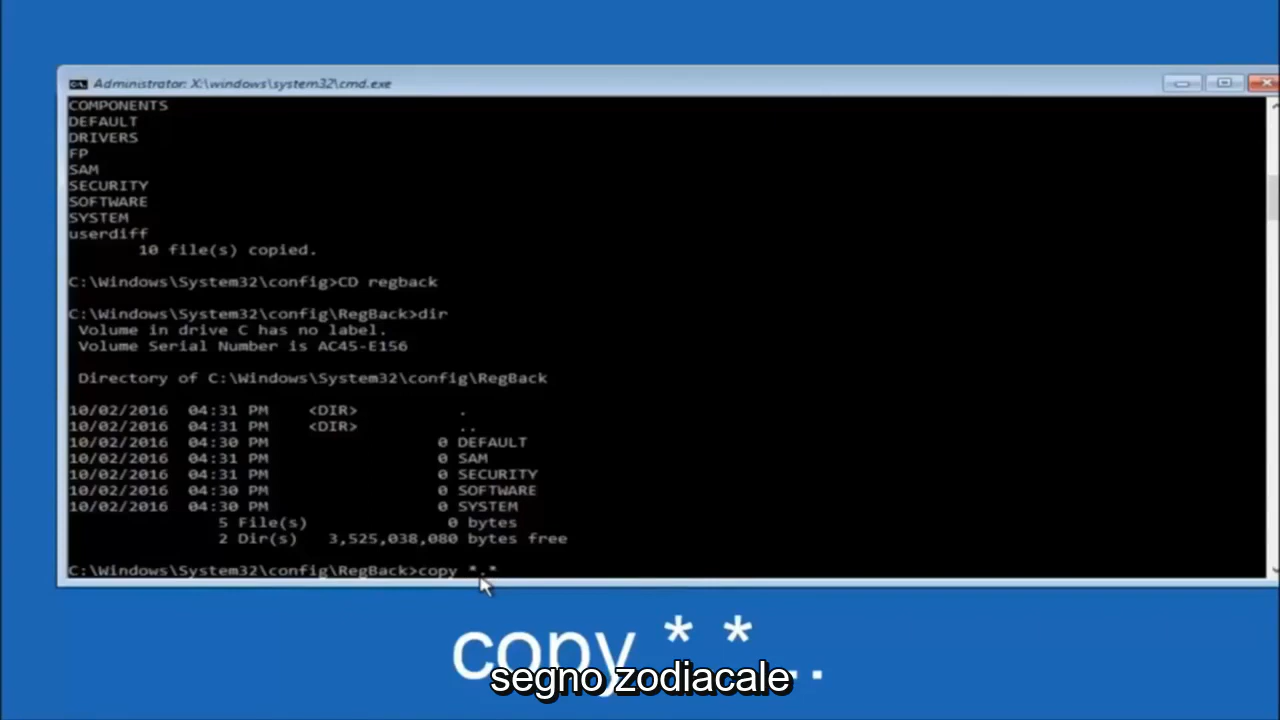 Administrator: X:\windows\system32\cmd.exe
COMPONENTS
DEFAULT
DRIVERS
FP
SAM
SECURITY
SOFTWARE
SYSTEM
userdiff
10 file(s) copied.
C:\Windows\System32\config>CD regback
C:\Windows\System32\config\RegBack>dir
Volume in drive C has no label.
Volume Serial Number is AC45-E156
Directory of C:\Windows\System32\config\RegBack
10/02/2016 04:31 PM <DIR> .
10/02/2016 04:31 PM <DIR> ..
10/02/2016 04:30 PM 0 DEFAULT
10/02/2016 04:31 PM 0 SAM
10/02/2016 04:31 PM 0 SECURITY
10/02/2016 04:30 PM 0 SOFTWARE
10/02/2016 04:30 PM 0 SYSTEM
5 File(s) 0 bytes
2 Dir(s) 3,525,038,080 bytes free
C:\Windows\System32\config\RegBack>copy *.*
copy *.* ..
segno zodiacale